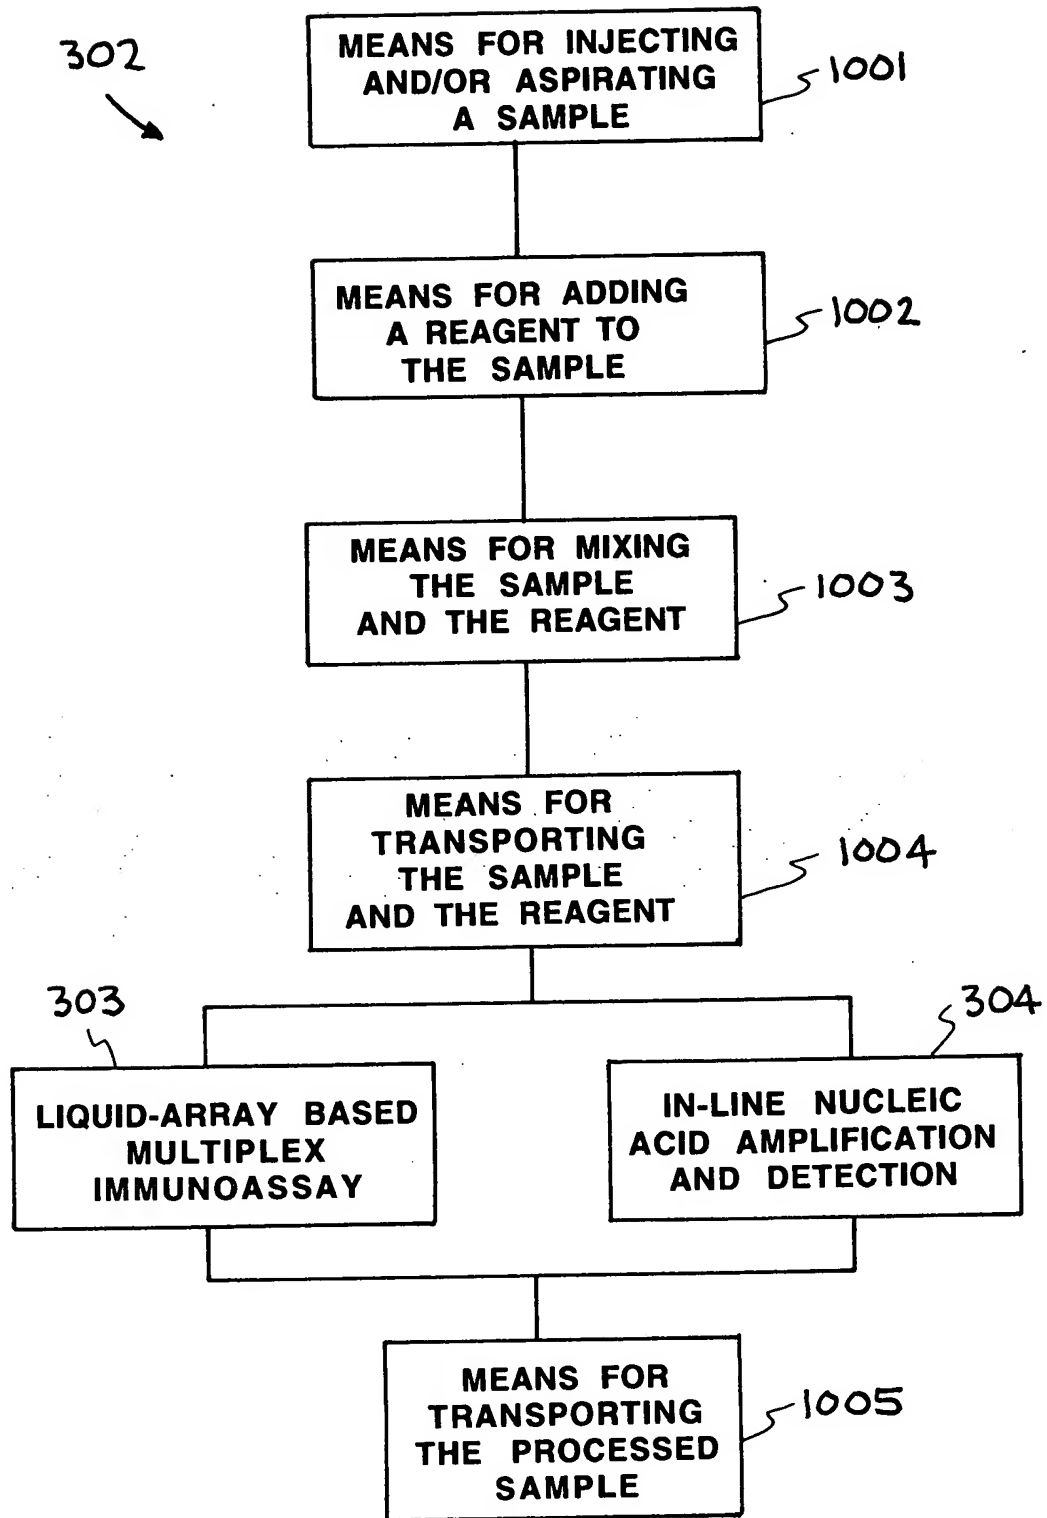 302
MEANS FOR INJECTING
AND/OR ASPIRATING
A SAMPLE
1001
MEANS FOR ADDING
A REAGENT TO
THE SAMPLE
1002
MEANS FOR MIXING
THE SAMPLE
AND THE REAGENT
1003
MEANS FOR
TRANSPORTING
THE SAMPLE
AND THE REAGENT
1004
303
LIQUID-ARRAY BASED
MULTIPLEX
IMMUNOASSAY
304
IN-LINE NUCLEIC
ACID AMPLIFICATION
AND DETECTION
MEANS FOR
TRANSPORTING
THE PROCESSED
SAMPLE
1005